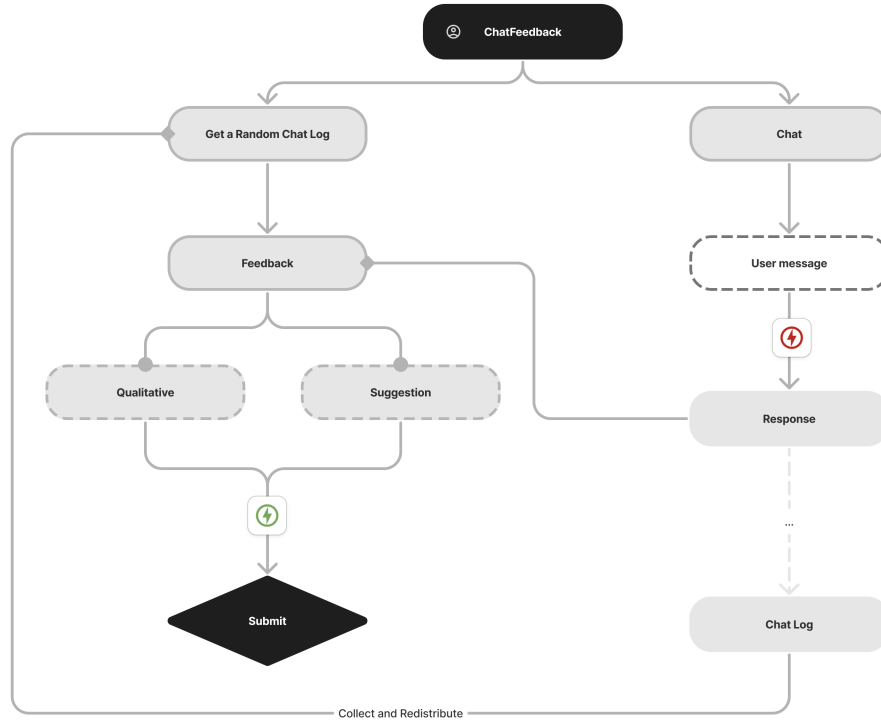 ChatFeedback
Get a Random Chat Log
Chat
Feedback
User message
Qualitative
Suggestion
Response
...
Submit
Chat Log
Collect and Redistribute